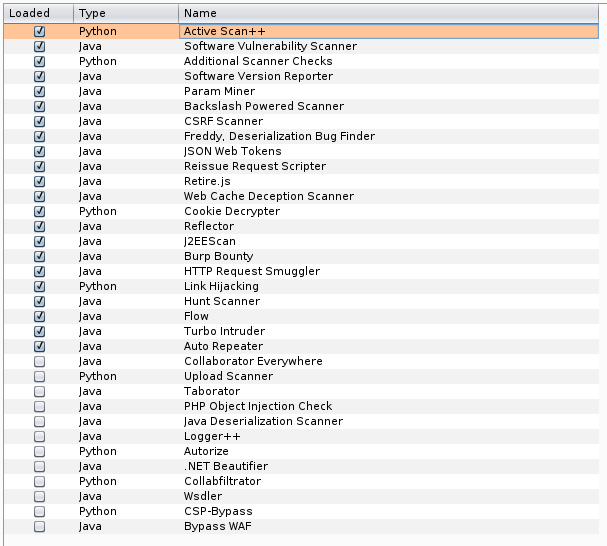 Loaded Type Name
Python Active Scan++
Java Software Vulnerability Scanner
Python Additional Scanner Checks
Java Software Version Reporter
Java Param Miner
Java Backslash Powered Scanner
Java CSRF Scanner
Java Freddy, Deserialization Bug Finder
Java JSON Web Tokens
Java Reissue Request Scripter
Java Retire.js
Java Web Cache Deception Scanner
Python Cookie Decrypter
Java Reflector
Java J2EEScan
Java Burp Bounty
Java HTTP Request Smuggler
Python Link Hijacking
Java Hunt Scanner
Java Flow
Java Turbo Intruder
Java Auto Repeater
Java Collaborator Everywhere
Python Upload Scanner
Java Taborator
Java PHP Object Injection Check
Java Java Deserialization Scanner
Java Logger++
Python Autorize
Java .NET Beautifier
Python Collabfiltrator
Java Wsdler
Python CSP-Bypass
Java Bypass WAF